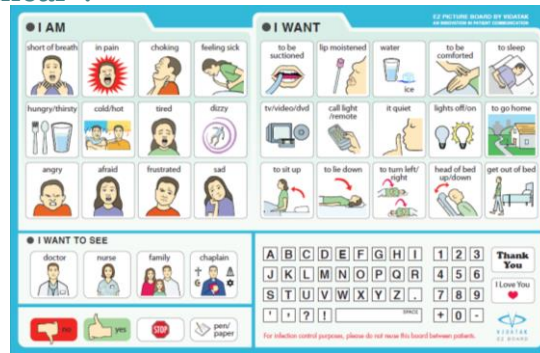 I AM
short of breath
in pain
choking
feeling sick
hungry/thirsty
cold/hot
tired
dizzy
angry
afraid
frustrated
sad
I WANT TO SEE
doctor
nurse
family
chaplain
no
yes
STOP
pen/
paper
EZ PICTURE BOARD BY VIDATAK
I WANT
to be
suctioned
lip moistened
water
ice
to be
comforted
to sleep
tv/video/dvd
call light
/remote
it quiet
lights off/on
to go home
to sit up
to lie down
to turn left/
right
head of bed
up/down
get out of bed
A B C D E F G H I
J K L M N O P Q R
S T U V W X Y Z .
' , ? ! SPACE
1 2 3
4 5 6
7 8 9
+ 0 -
Thank
You
I Love You
VIDATAK
EZ BOARD
For infection control purposes, please do not reuse this board between patients.